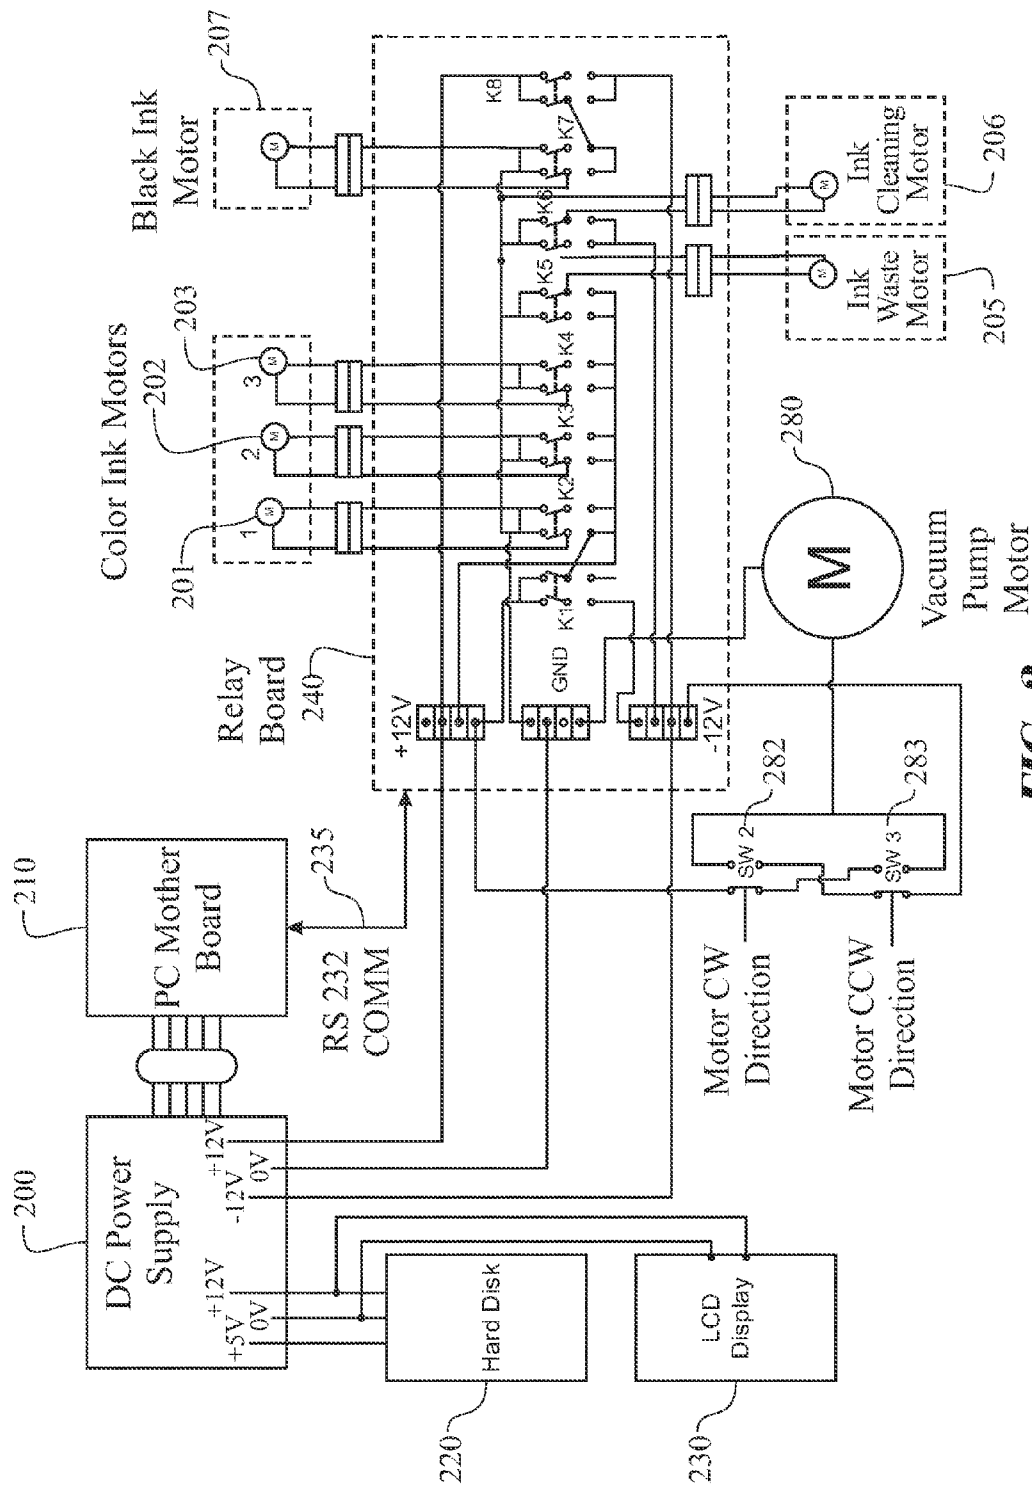 200
DC Power
Supply
+5V
0V
+12V
-12V
0V
+12V
210
PC Mother
Board
RS 232
COMM
235
220
Hard Disk
230
LCD
Display
Relay
Board
240
Color Ink Motors
201
202
203
1
2
3
M
M
M
Black Ink
Motor
207
M
+12V
GND
-12V
K1
K2
K3
K4
K5
K6
K7
K8
Motor CW
Direction
SW 2
282
Motor CCW
Direction
SW 3
283
M
280
Vacuum
Pump
Motor
M
Ink
Waste
Motor
205
M
Ink
Cleaning
Motor
206